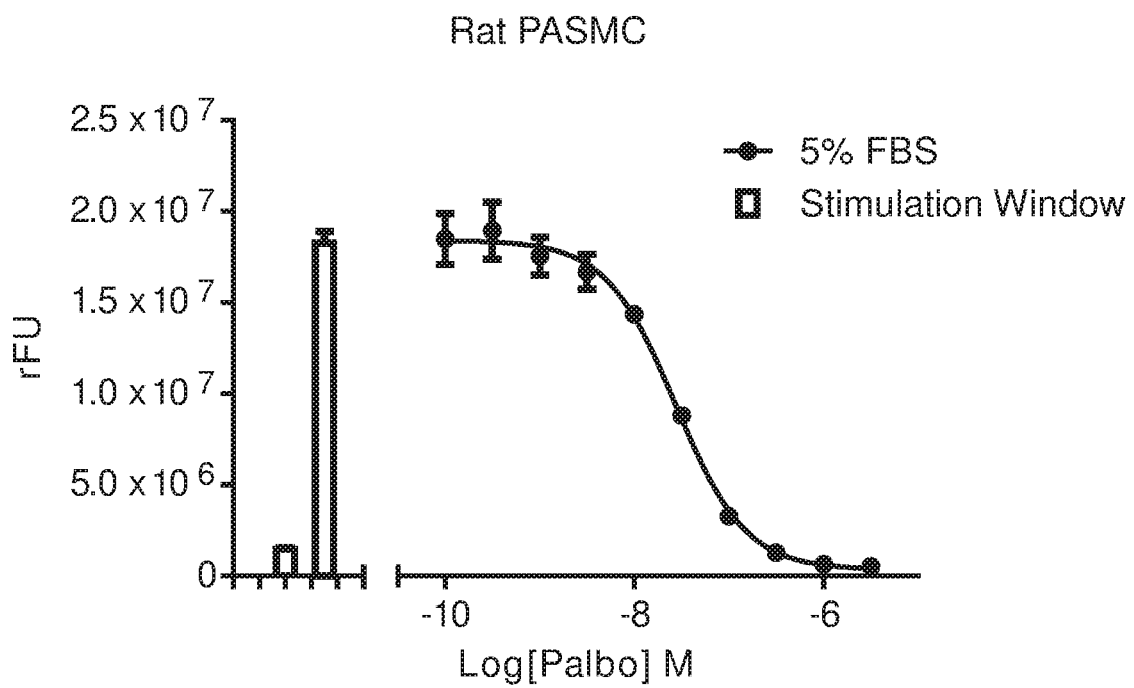 Rat PASMC
2.5 x 10 7
2.0 x 10 7
1.5 x 10 7
1.0 x 10 7
5.0 x 10 6
0
rFU
5% FBS
Stimulation Window
-10
-8
-6
Log[Palbo] M